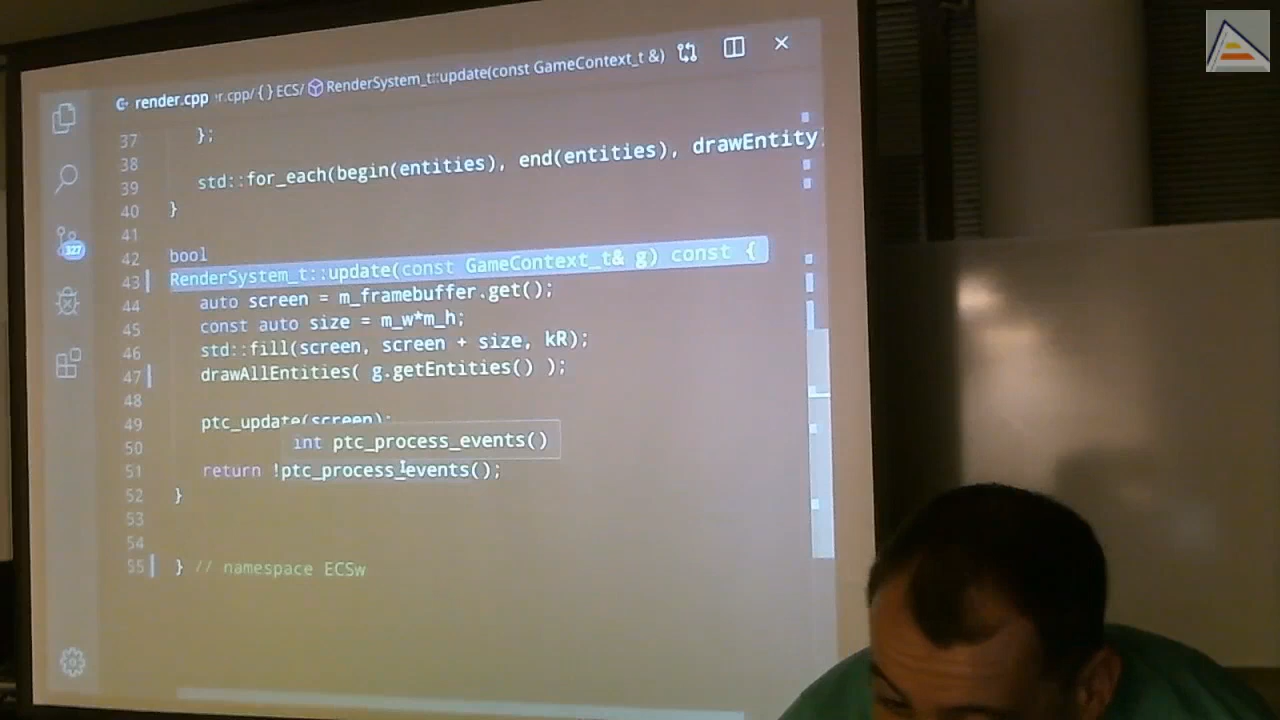 render.cpp r.cpp/ { } ECS/ RenderSystem_t::update(const GameContext_t &)
37 };
38
39 std::for_each(begin(entities), end(entities), drawEntity)
40 }
41
42 bool
43 RenderSystem_t::update(const GameContext_t& g) const {
44 auto screen = m_framebuffer.get();
45 const auto size = m_w*m_h;
46 std::fill(screen, screen + size, kR);
47 drawAllEntities( g.getEntities() );
48
49 ptc_update(screen);
50 int ptc_process_events()
51 return !ptc_process_events();
52 }
53
54
55 } // namespace ECSw
327